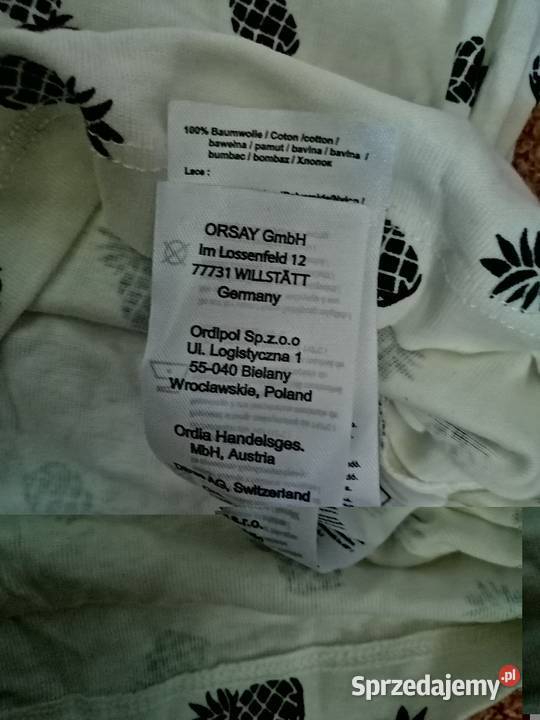 100% Baumwolle / Coton /cotton /
bawełna / pamut / bavlna / bavlna /
bumbac / bombaz / Хлопок
Lace :
ORSAY GmbH
Im Lossenfeld 12
77731 WILLSTÄTT
Germany
Ordipol Sp.z.o.o
Ul. Logistyczna 1
55-040 Bielany
Wrocławskie, Poland
Ordia Handelsges.
MbH, Austria
AG, Switzerland
s.r.o.
Sprzedajemy.pl